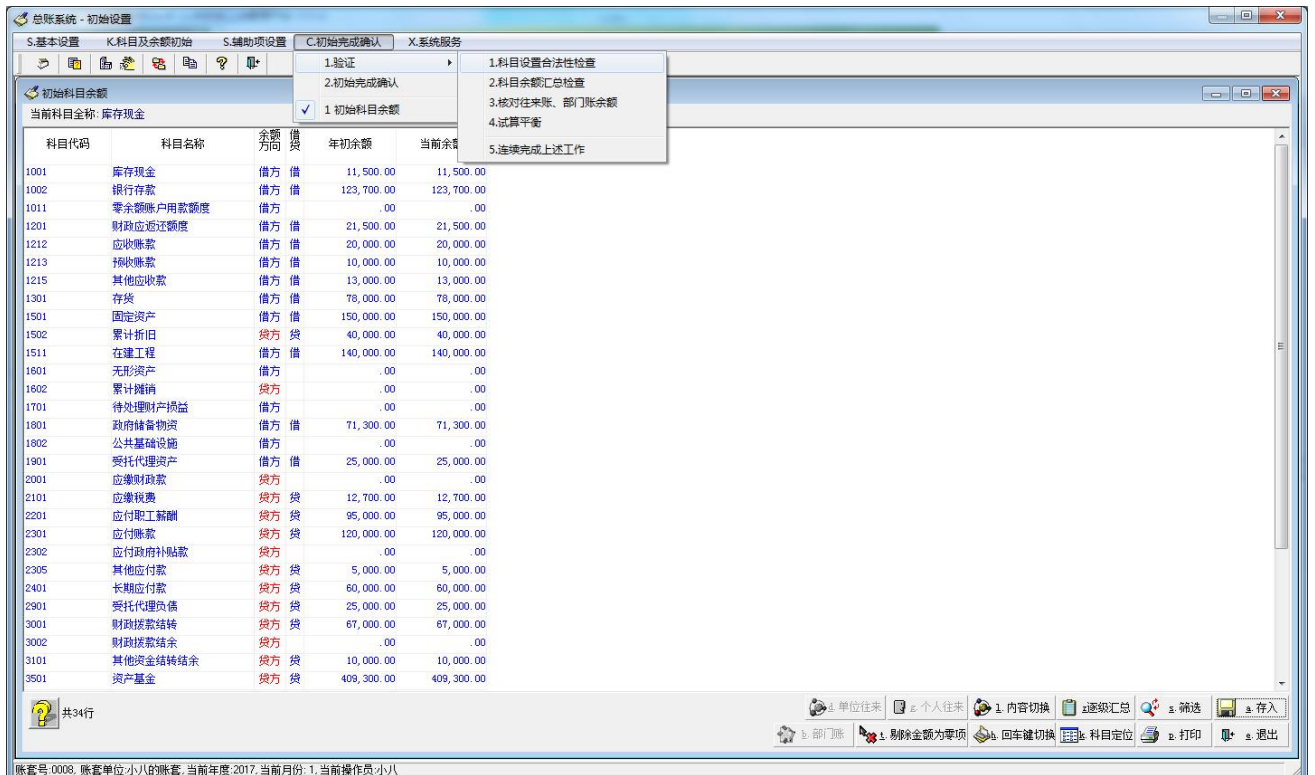 总账系统 - 初始设置
S.基本设置 K.科目及余额初始 S.辅助项设置 C.初始完成确认 X.系统服务
1.验证
2.初始完成确认
1 初始科目余额
1.科目设置合法性检查
2.科目余额汇总检查
3.核对往来账、部门账余额
4.试算平衡
5.连续完成上述工作
初始科目余额
当前科目全称: 库存现金
科目代码 科目名称 余额方向 借贷 年初余额 当前余
1001 库存现金 借方 借 11,500.00 11,500.00
1002 银行存款 借方 借 123,700.00 123,700.00
1011 零余额账户用款额度 借方 .00 .00
1201 财政应返还额度 借方 借 21,500.00 21,500.00
1212 应收账款 借方 借 20,000.00 20,000.00
1213 预收账款 借方 借 10,000.00 10,000.00
1215 其他应收款 借方 借 13,000.00 13,000.00
1301 存货 借方 借 78,000.00 78,000.00
1501 固定资产 借方 借 150,000.00 150,000.00
1502 累计折旧 贷方 贷 40,000.00 40,000.00
1511 在建工程 借方 借 140,000.00 140,000.00
1601 无形资产 借方 .00 .00
1602 累计摊销 贷方 .00 .00
1701 待处理财产损益 借方 .00 .00
1801 政府储备物资 借方 借 71,300.00 71,300.00
1802 公共基础设施 借方 .00 .00
1901 受托代理资产 借方 借 25,000.00 25,000.00
2001 应缴财政款 贷方 .00 .00
2101 应缴税费 贷方 贷 12,700.00 12,700.00
2201 应付职工薪酬 贷方 贷 95,000.00 95,000.00
2301 应付账款 贷方 贷 120,000.00 120,000.00
2302 应付政府补贴款 贷方 .00 .00
2305 其他应付款 贷方 贷 5,000.00 5,000.00
2401 长期应付款 贷方 贷 60,000.00 60,000.00
2901 受托代理负债 贷方 贷 25,000.00 25,000.00
3001 财政拨款结转 贷方 贷 67,000.00 67,000.00
3002 财政拨款结余 贷方 .00 .00
3101 其他资金结转结余 贷方 贷 10,000.00 10,000.00
3501 资产基金 贷方 贷 409,300.00 409,300.00
共34行
单位往来 个人往来 1 内容切换 z逐级汇总 筛选 存入
部门账 剔除金额为零项 回车键切换 科目定位 打印 退出
账套号:0008, 账套单位:小八的账套, 当前年度:2017, 当前月份: 1, 当前操作员:小八